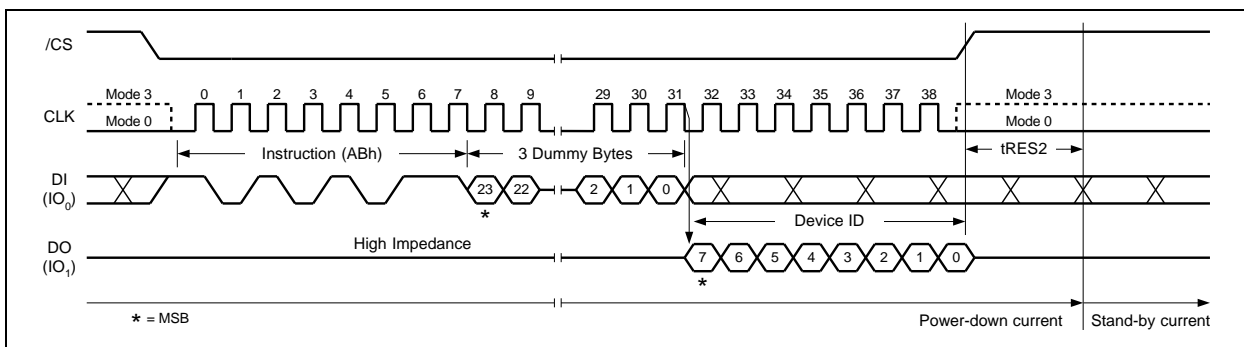 /CS
Mode 3 0 1 2 3 4 5 6 7 8 9 29 30 31 32 33 34 35 36 37 38 Mode 3
CLK
Mode 0 Mode 0
Instruction (ABh) 3 Dummy Bytes tRES2
DI
(IO0)
23 22 2 1 0
*
Device ID
High Impedance
DO
(IO1)
7 6 5 4 3 2 1 0
*
* = MSB
Power-down current Stand-by current